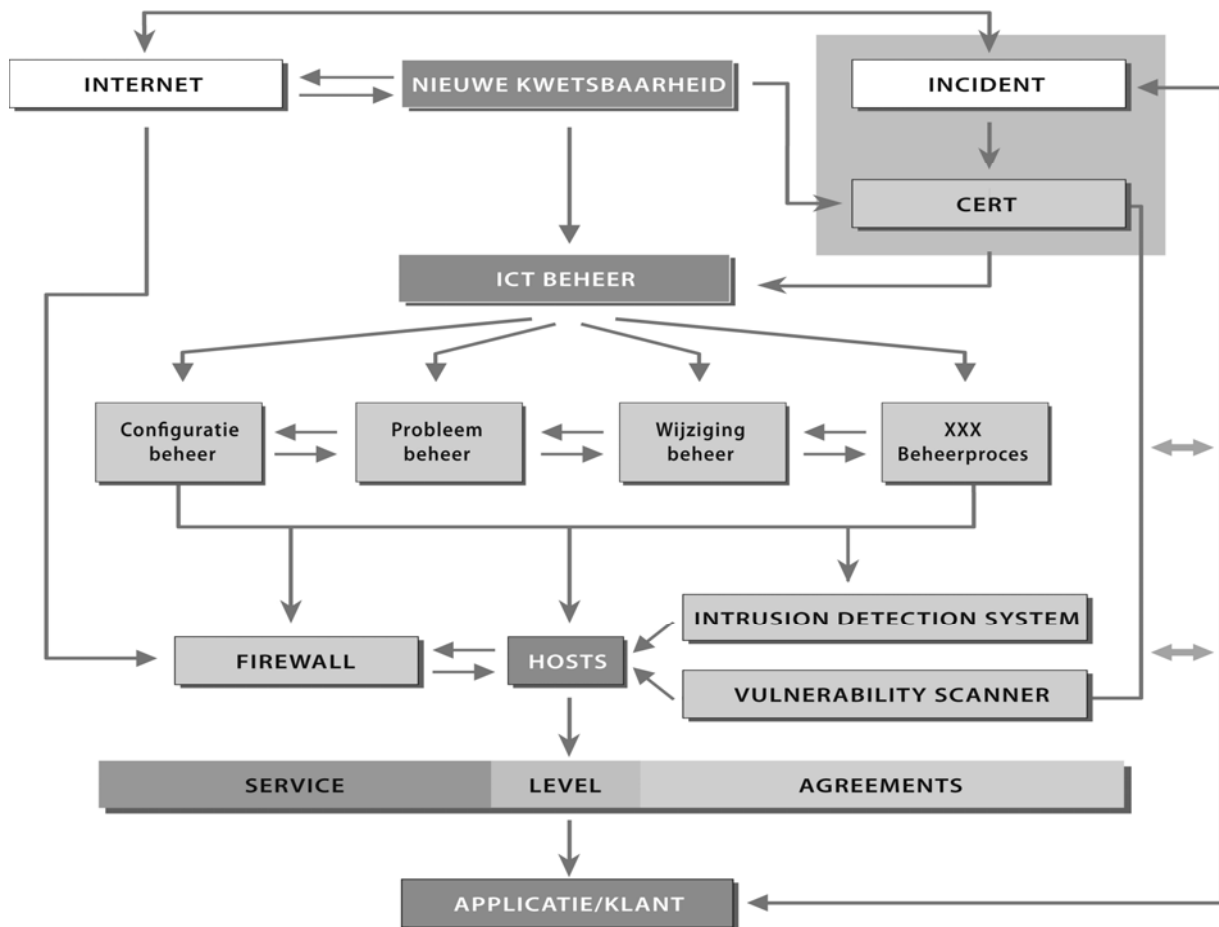 INTERNET
NIEUWE KWETSBAARHEID
INCIDENT
CERT
ICT BEHEER
Configuratie
beheer
Probleem
beheer
Wijziging
beheer
XXX
Beheerproces
INTRUSION DETECTION SYSTEM
FIREWALL
HOSTS
VULNERABILITY SCANNER
SERVICE LEVEL AGREEMENTS
APPLICATIE/KLANT